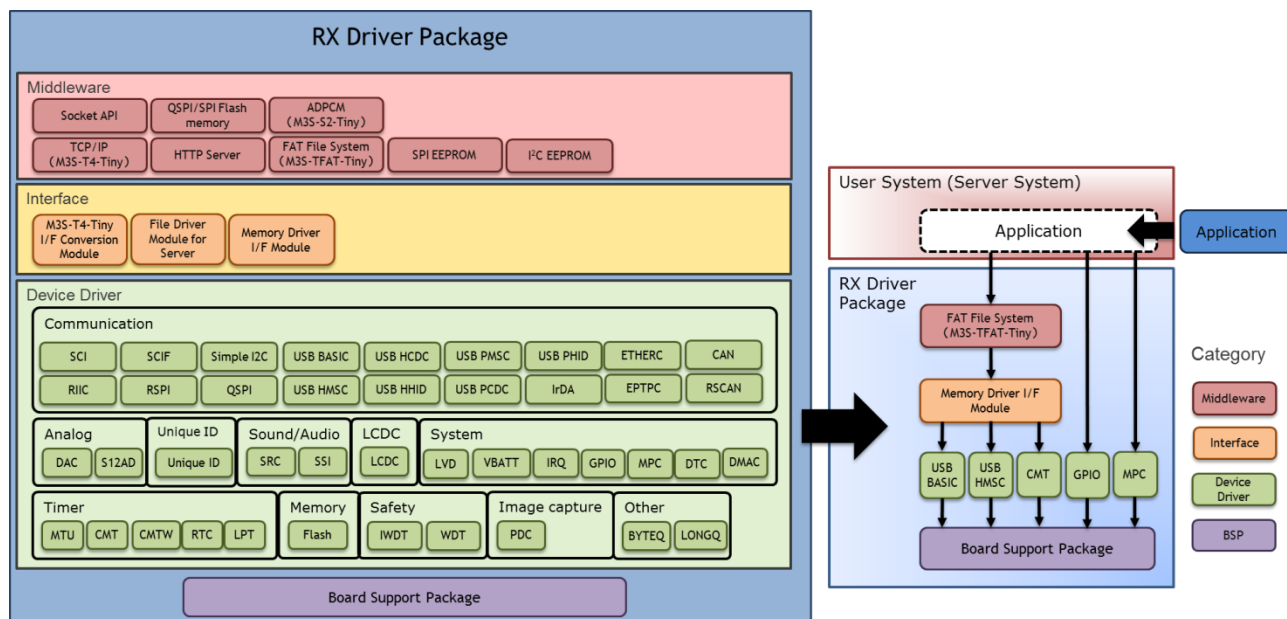 RX Driver Package
Middleware
Socket API
QSPI/SPI Flash
memory
ADPCM
(M3S-S2-Tiny)
TCP/IP
(M3S-T4-Tiny)
HTTP Server
FAT File System
(M3S-TFAT-Tiny)
SPI EEPROM
I²C EEPROM
Interface
M3S-T4-Tiny
I/F Conversion
Module
File Driver
Module for
Server
Memory Driver
I/F Module
Device Driver
Communication
SCI
SCIF
Simple I2C
USB BASIC
USB HCDC
USB PMSC
USB PHID
ETHERC
CAN
RIIC
RSPI
QSPI
USB HMSC
USB HHID
USB PCDC
IrDA
EPTPC
RSCAN
Analog
DAC
S12AD
Unique ID
Unique ID
Sound/Audio
SRC
SSI
LCDC
LCDC
System
LVD
VBATT
IRQ
GPIO
MPC
DTC
DMAC
Timer
MTU
CMT
CMTW
RTC
LPT
Memory
Flash
Safety
IWDT
WDT
Image capture
PDC
Other
BYTEQ
LONGQ
Board Support Package
User System (Server System)
Application
Application
RX Driver
Package
FAT File System
(M3S-TFAT-Tiny)
Memory Driver I/F
Module
USB
BASIC
USB
HMSC
CMT
GPIO
MPC
Board Support Package
Category
Middleware
Interface
Device
Driver
BSP